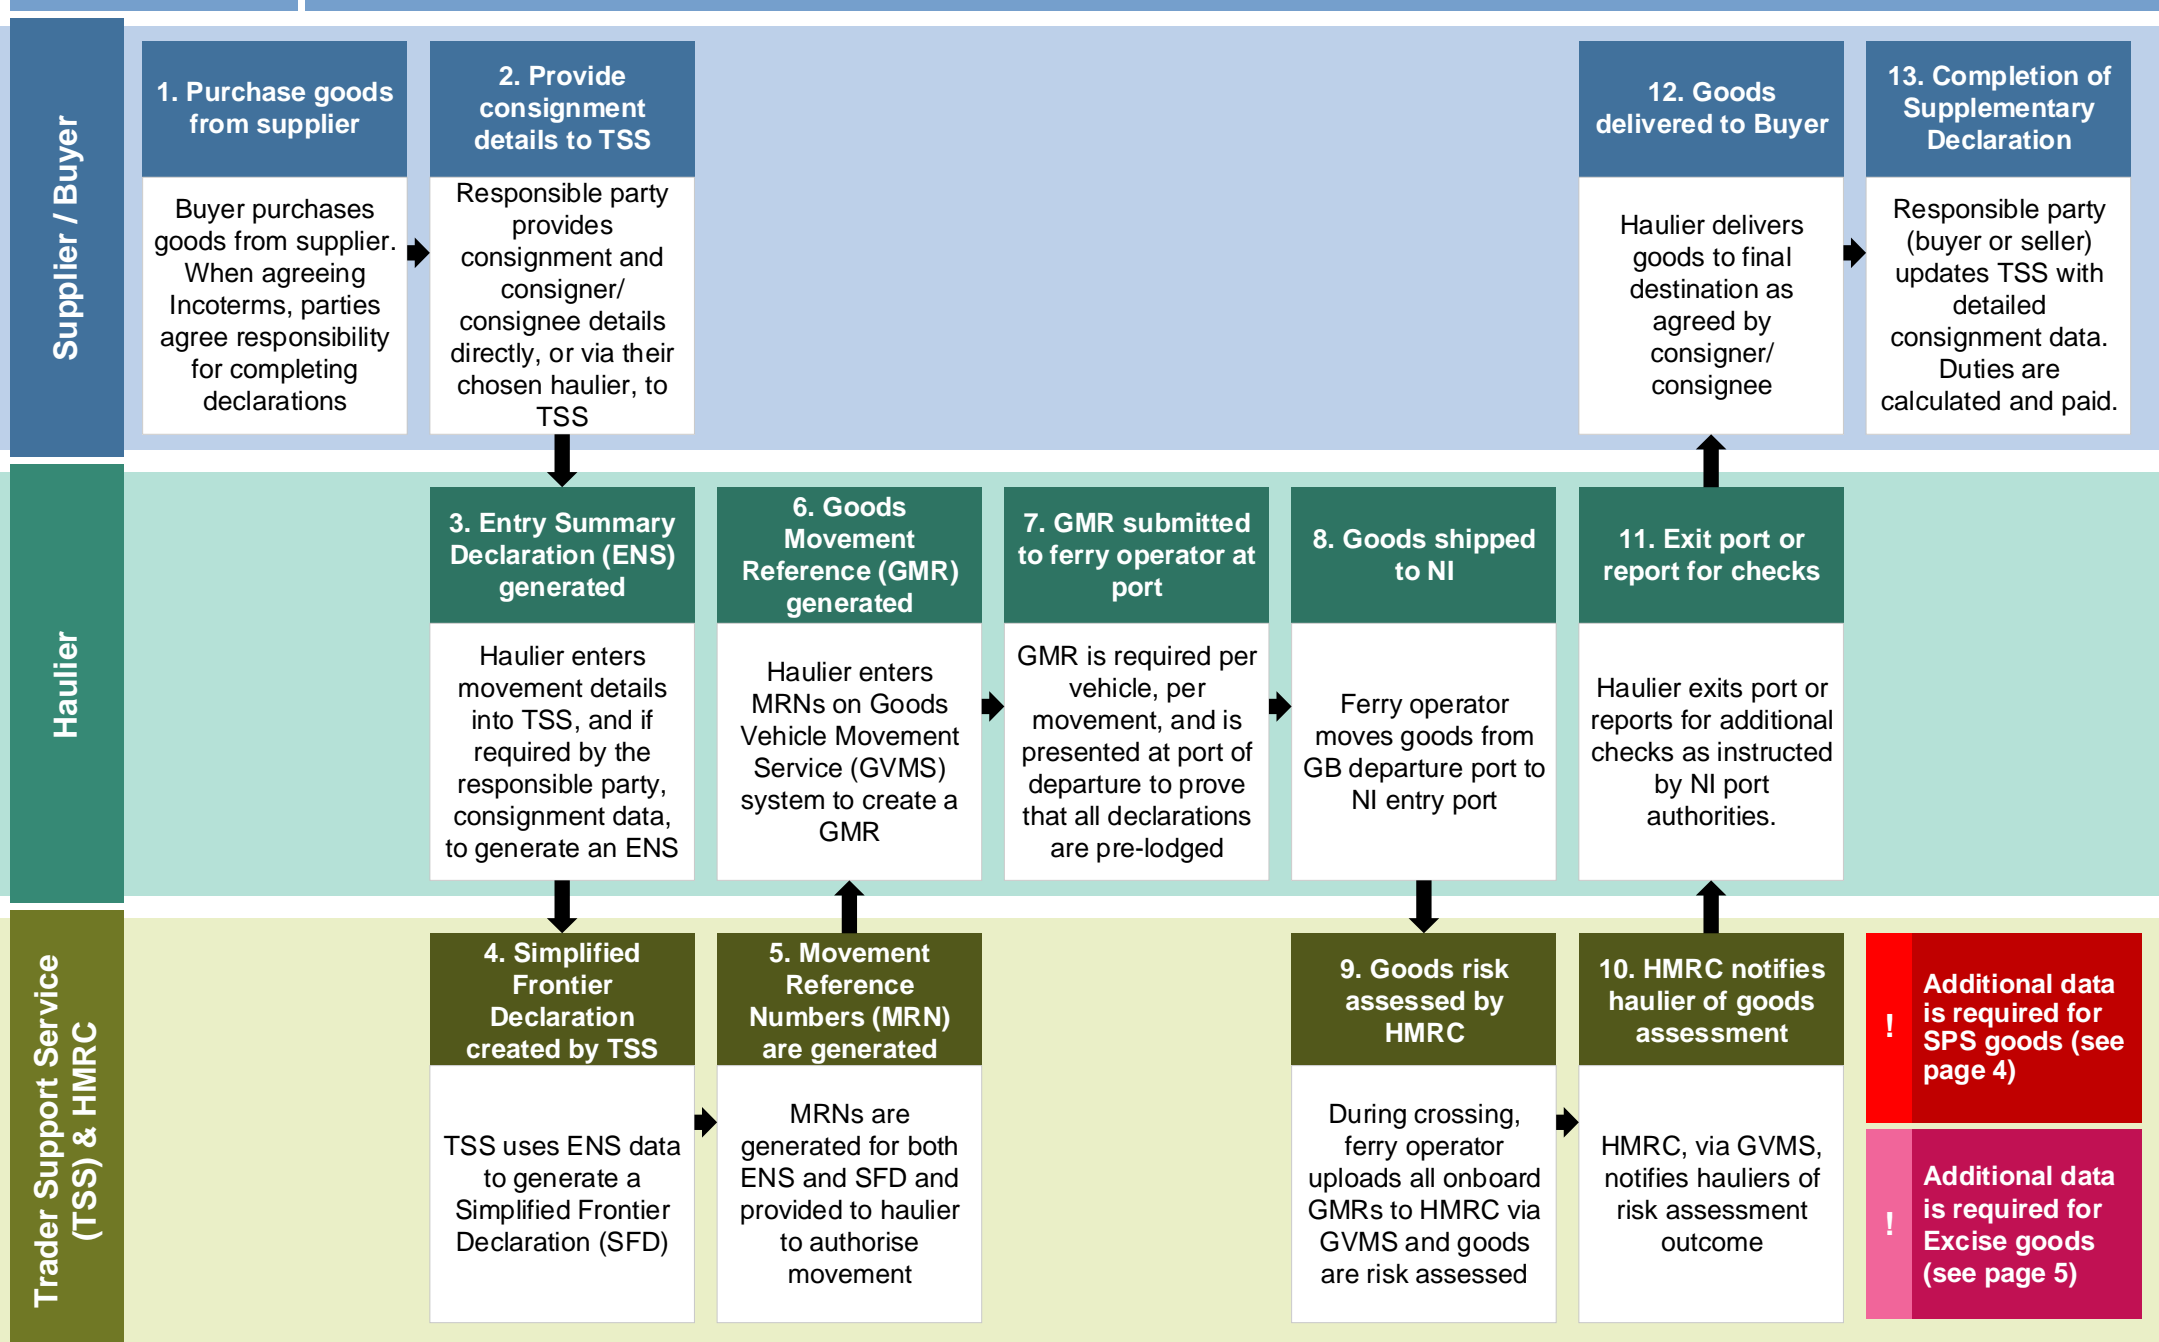 Supplier / Buyer
1. Purchase goods
from supplier
Buyer purchases
goods from supplier.
When agreeing
Incoterms, parties
agree responsibility
for completing
declarations
2. Provide
consignment
details to TSS
Responsible party
provides
consignment and
consigner/
consignee details
directly, or via their
chosen haulier, to
TSS
12. Goods
delivered to Buyer
Haulier delivers
goods to final
destination as
agreed by
consigner/
consignee
13. Completion of
Supplementary
Declaration
Responsible party
(buyer or seller)
updates TSS with
detailed
consignment data.
Duties are
calculated and paid.
Haulier
3. Entry Summary
Declaration (ENS)
generated
Haulier enters
movement details
into TSS, and if
required by the
responsible party,
consignment data,
to generate an ENS
6. Goods
Movement
Reference (GMR)
generated
Haulier enters
MRNs on Goods
Vehicle Movement
Service (GVMS)
system to create a
GMR
7. GMR submitted
to ferry operator at
port
GMR is required per
vehicle, per
movement, and is
presented at port of
departure to prove
that all declarations
are pre-lodged
8. Goods shipped
to NI
Ferry operator
moves goods from
GB departure port to
NI entry port
11. Exit port or
report for checks
Haulier exits port or
reports for additional
checks as instructed
by NI port
authorities.
Trader Support Service
(TSS) & HMRC
4. Simplified
Frontier
Declaration
created by TSS
TSS uses ENS data
to generate a
Simplified Frontier
Declaration (SFD)
5. Movement
Reference
Numbers (MRN)
are generated
MRNs are
generated for both
ENS and SFD and
provided to haulier
to authorise
movement
9. Goods risk
assessed by
HMRC
During crossing,
ferry operator
uploads all onboard
GMRs to HMRC via
GVMS and goods
are risk assessed
10. HMRC notifies
haulier of goods
assessment
HMRC, via GVMS,
notifies hauliers of
risk assessment
outcome
!
Additional data
is required for
SPS goods (see
page 4)
!
Additional data
is required for
Excise goods
(see page 5)